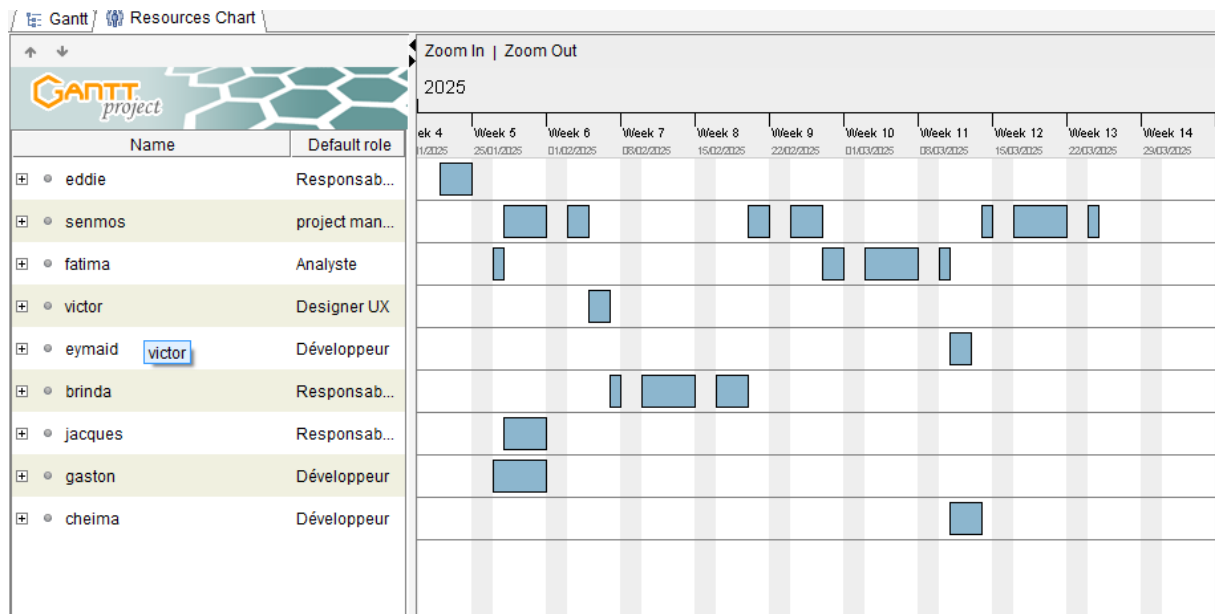 Gantt Resources Chart
Zoom In | Zoom Out
GANTT project
2025
Name Default role
ek 4 Week 5 Week 6 Week 7 Week 8 Week 9 Week 10 Week 11 Week 12 Week 13 Week 14
1/2025 25/01/2025 01/02/2025 08/02/2025 15/02/2025 22/02/2025 01/03/2025 08/03/2025 15/03/2025 22/03/2025 29/03/2025
eddie Responsab...
senmos project man...
fatima Analyste
victor Designer UX
eymaid victor Développeur
brinda Responsab...
jacques Responsab...
gaston Développeur
cheima Développeur